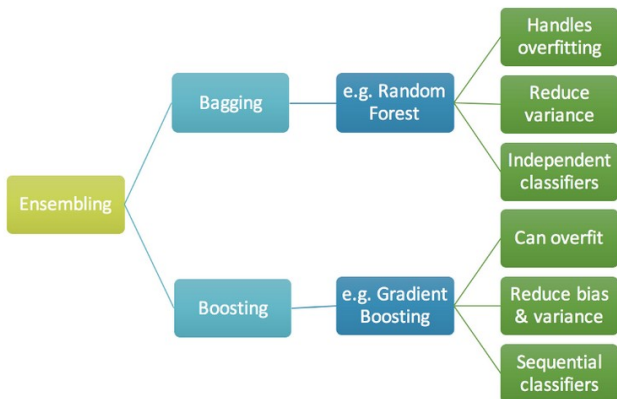 Handles
overfitting
Bagging
e.g. Random
Forest
Reduce
variance
Independent
classifiers
Ensembling
Can overfit
Boosting
e.g. Gradient
Boosting
Reduce bias
& variance
Sequential
classifiers